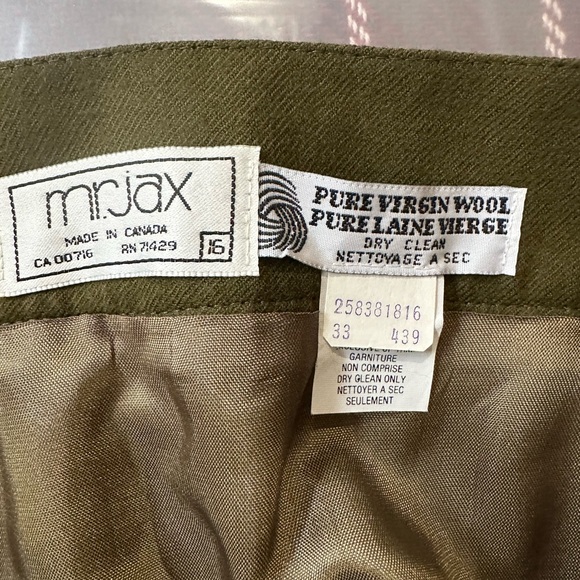 mr.jax
MADE IN CANADA
CA 00716 RN 71429 16
PURE VIRGIN WOOL
PURE LAINE VIERGE
DRY CLEAN
NETTOYAGE A SEC
258381816
33 439
GARNITURE
NON COMPRISE
DRY CLEAN ONLY
NETTOYER A SEC
SEULEMENT